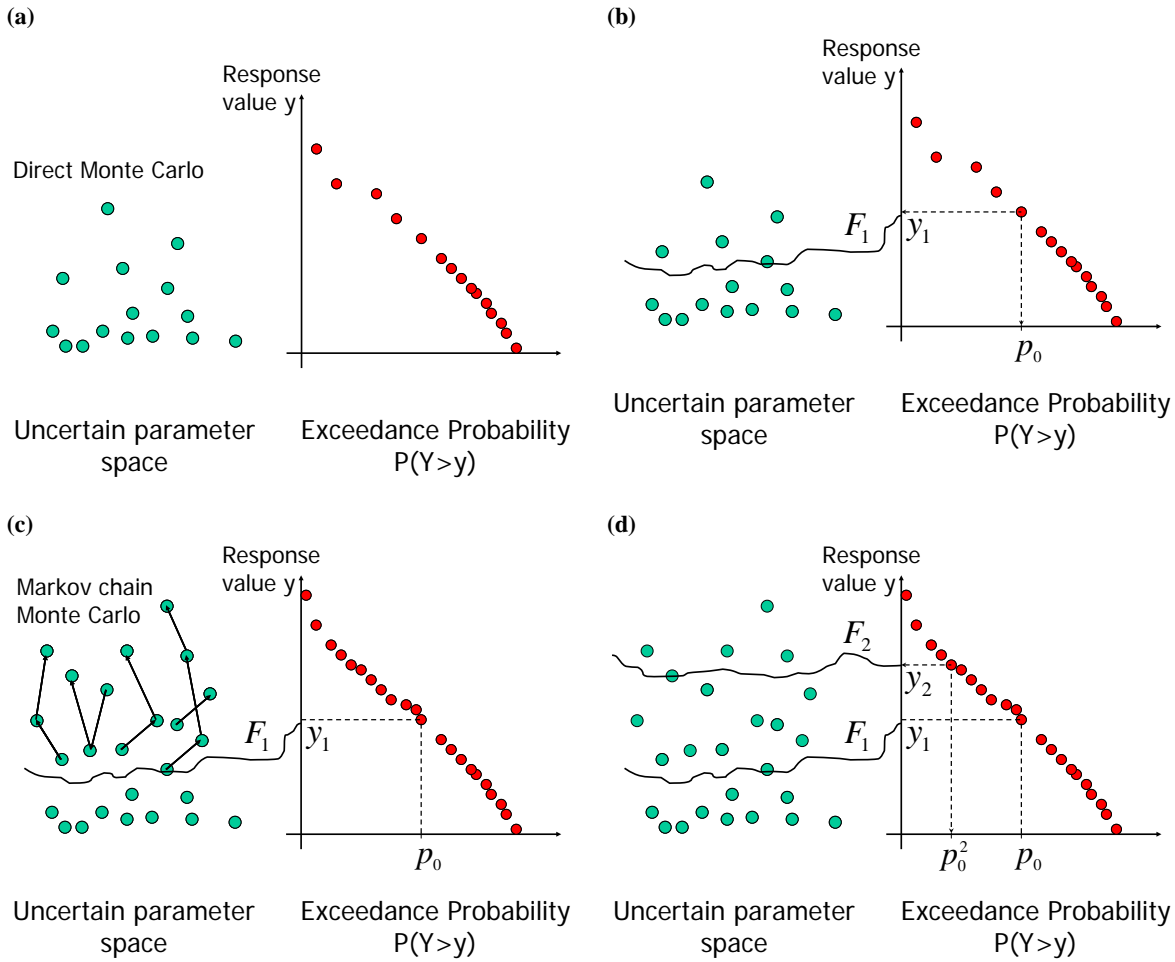 (a)
Response
value y
Direct Monte Carlo
Uncertain parameter
space
Exceedance Probability
P(Y>y)
(b)
Response
value y
F₁
y₁
p₀
Uncertain parameter
space
Exceedance Probability
P(Y>y)
(c)
Response
value y
Markov chain
Monte Carlo
F₁
y₁
p₀
Uncertain parameter
space
Exceedance Probability
P(Y>y)
(d)
Response
value y
F₂
y₂
F₁
y₁
p₀²
p₀
Uncertain parameter
space
Exceedance Probability
P(Y>y)